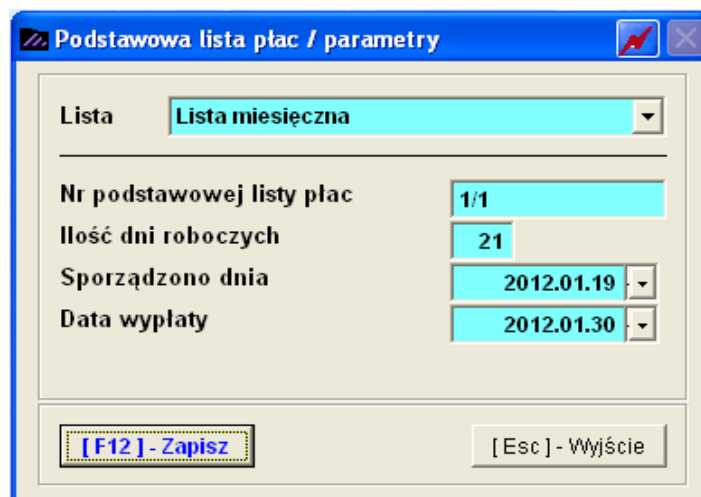 Podstawowa lista płac / parametry
Lista Lista miesięczna
Nr podstawowej listy płac 1/1
Ilość dni roboczych 21
Sporządzono dnia 2012.01.19
Data wypłaty 2012.01.30
[ F12 ] - Zapisz [ Esc ] - Wyjście